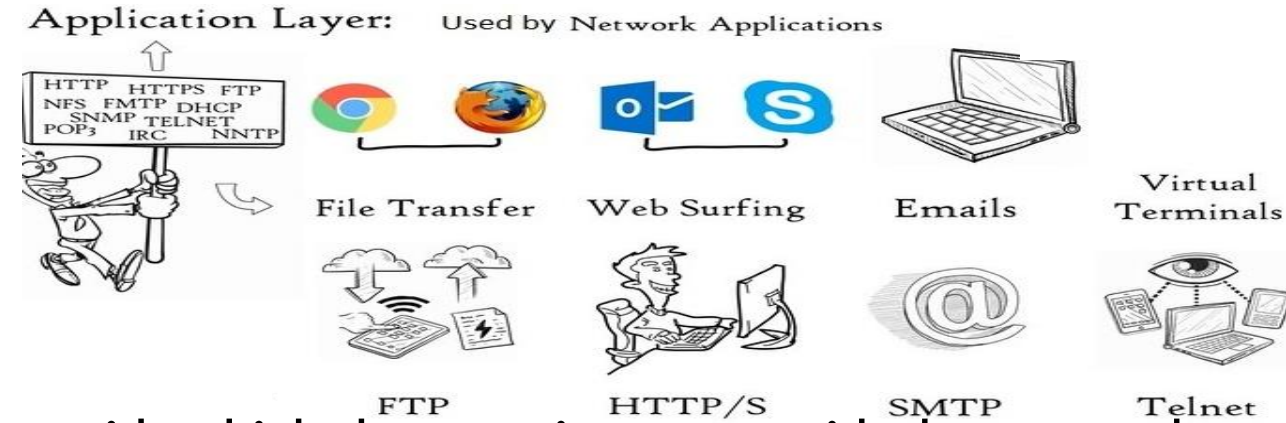 Application Layer: Used by Network Applications
HTTP HTTPS FTP
NFS FMTP DHCP
SNMP TELNET
POP3 IRC NNTP
File Transfer
Web Surfing
Emails
Virtual
Terminals
FTP
HTTP/S
SMTP
Telnet